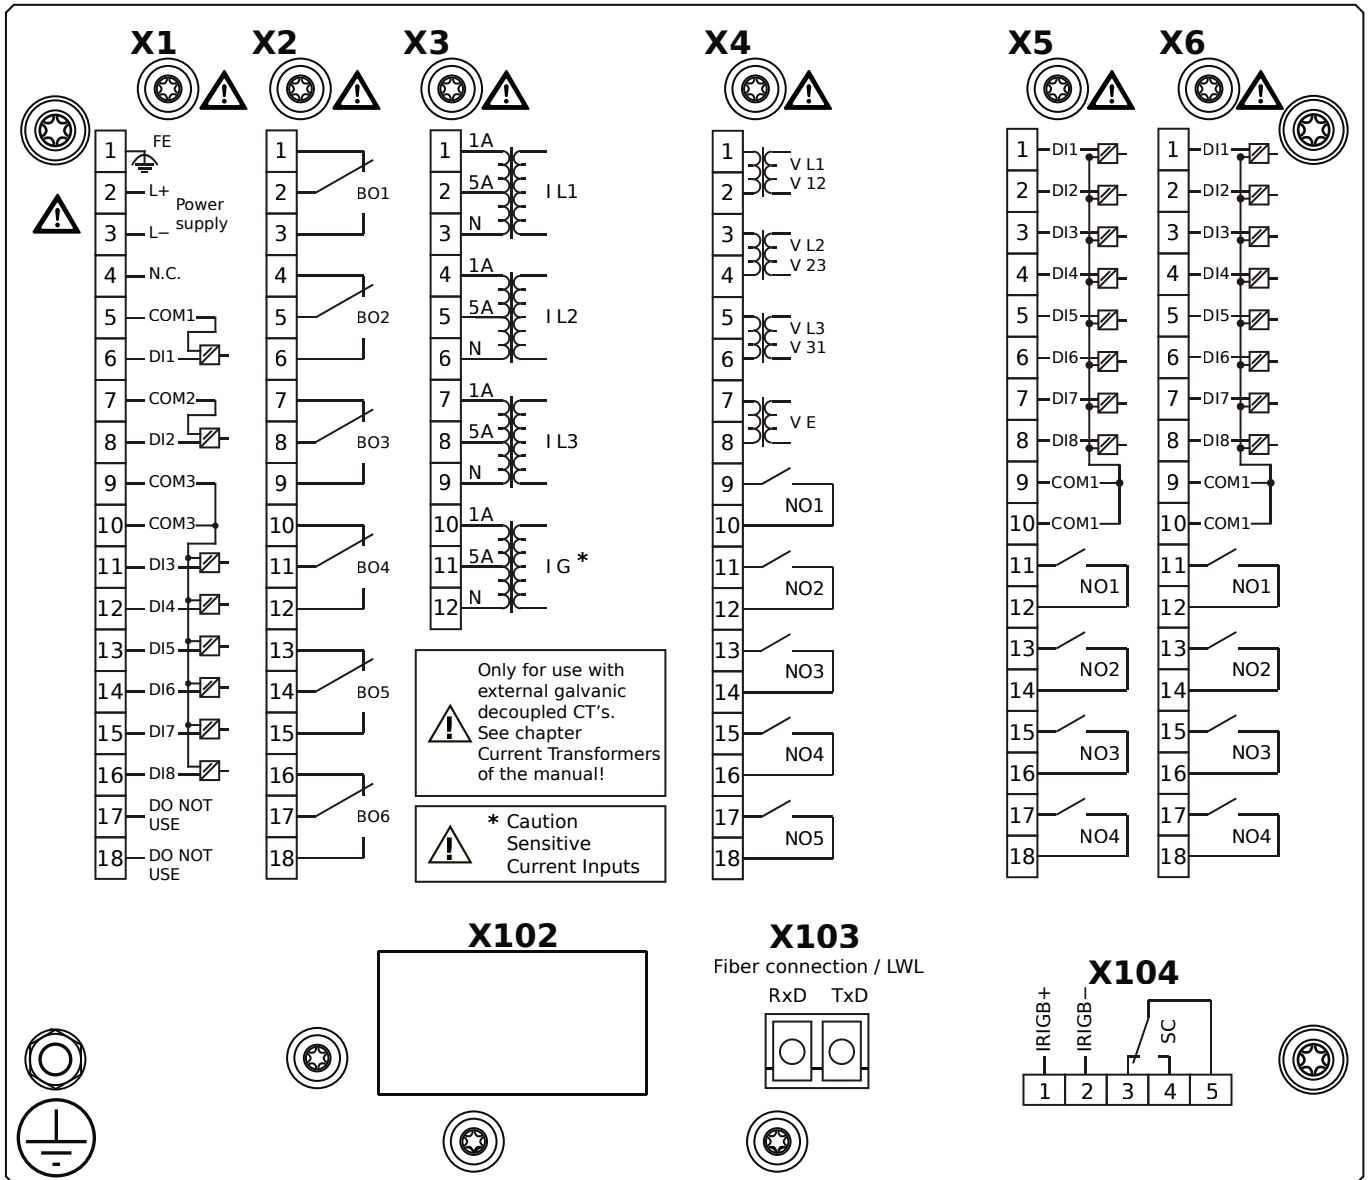 X1
X2
X3
X4
X5
X6
1 FE
2 L+
Power
supply
3 L−
4 N.C.
5 COM1
6 DI1
7 COM2
8 DI2
9 COM3
10 COM3
11 DI3
12 DI4
13 DI5
14 DI6
15 DI7
16 DI8
17 DO NOT
USE
18 DO NOT
USE
1
2 BO1
3
4
5 BO2
6
7
8 BO3
9
10
11 BO4
12
13
14 BO5
15
16
17 BO6
18
1 1A
2 5A I L1
3 N
4 1A
5 5A I L2
6 N
7 1A
8 5A I L3
9 N
10 1A
11 5A I G *
12 N
Only for use with
external galvanic
decoupled CT's.
See chapter
Current Transformers
of the manual!
* Caution
Sensitive
Current Inputs
1 V L1
2 V 12
3 V L2
4 V 23
5 V L3
6 V 31
7 V E
8
9
10 NO1
11
12 NO2
13
14 NO3
15
16 NO4
17
18 NO5
1 DI1
2 DI2
3 DI3
4 DI4
5 DI5
6 DI6
7 DI7
8 DI8
9 COM1
10 COM1
11
12 NO1
13
14 NO2
15
16 NO3
17
18 NO4
1 DI1
2 DI2
3 DI3
4 DI4
5 DI5
6 DI6
7 DI7
8 DI8
9 COM1
10 COM1
11
12 NO1
13
14 NO2
15
16 NO3
17
18 NO4
X102
X103
Fiber connection / LWL
RxD TxD
X104
IRIGB+
IRIGB−
SC
1 2 3 4 5